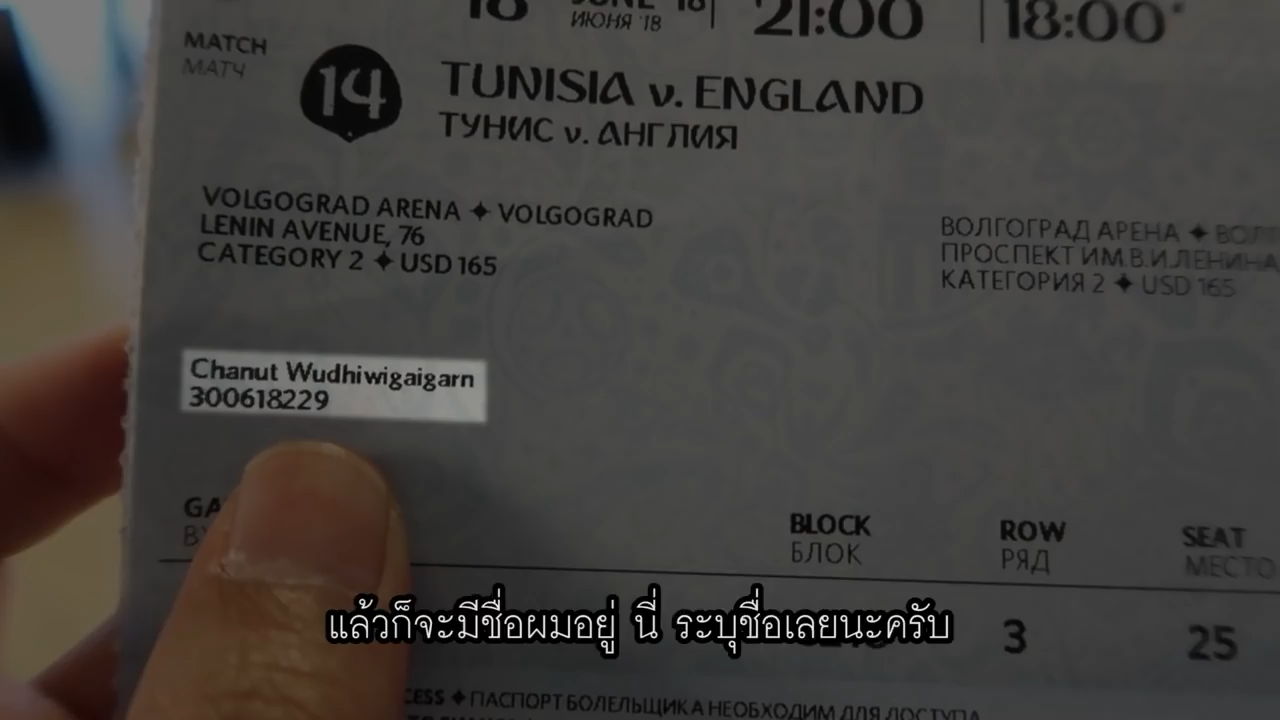 18 JUNE '18
ИЮНЯ '18
21:00
18:00*
MATCH
МАТЧ
14
TUNISIA v. ENGLAND
ТУНИС v. АНГЛИЯ
VOLGOGRAD ARENA ✦ VOLGOGRAD
LENIN AVENUE, 76
CATEGORY 2 ✦ USD 165
ВОЛГОГРАД АРЕНА ✦
ПРОСПЕКТ ИМ.В.И.ЛЕНИНА
КАТЕГОРИЯ 2 ✦ USD 165
Chanut Wudhiwigaigarn
300618229
BLOCK
БЛОК
ROW
РЯД
SEAT
МЕСТО
3
25
แล้วก็จะมีชื่อผมอยู่ นี่ ระบุชื่อเลยนะครับ
✦ ПАСПОРТ БОЛЕЛЬЩИКА НЕОБХОДИМ ДЛЯ ДОСТУПА